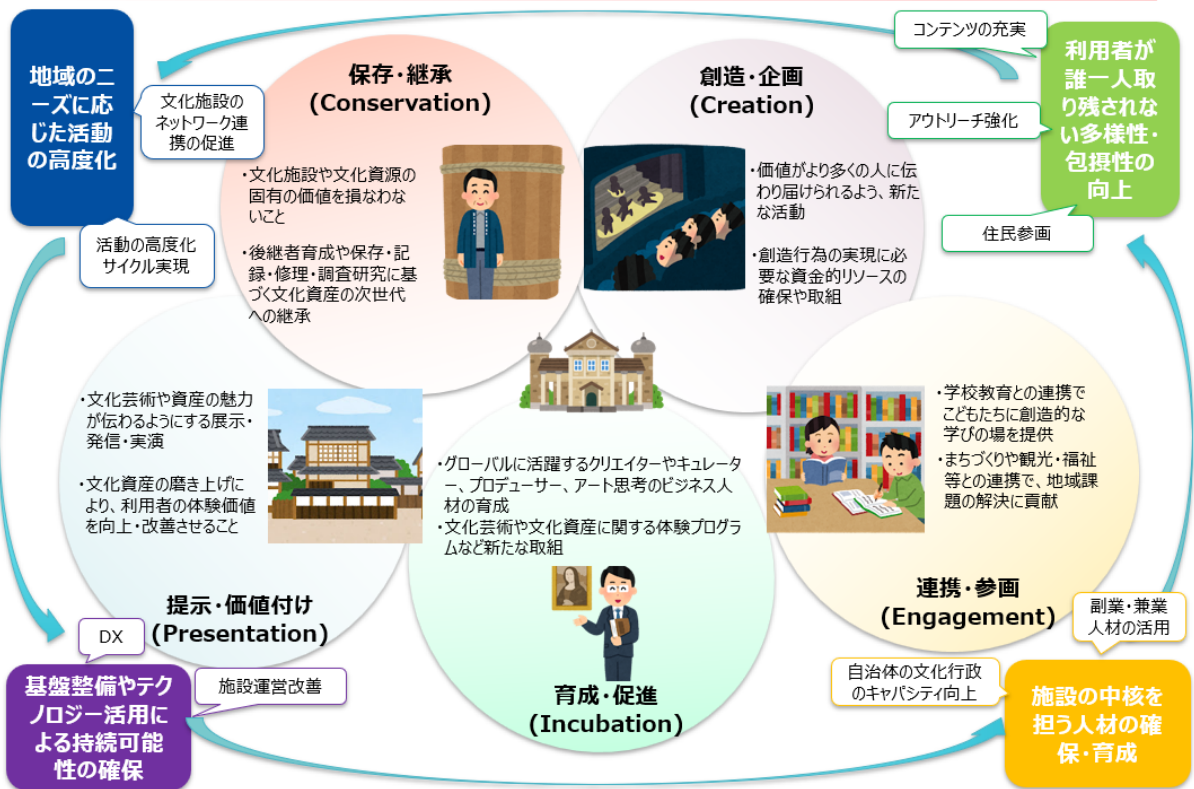 地域のニ
ーズに応
じた活動
の高度化
文化施設の
ネットワーク連
携の促進
活動の高度化
サイクル実現
保存・継承
(Conservation)
・文化施設や文化資源の
固有の価値を損なわな
いこと
・後継者育成や保存・記
録・修理・調査研究に基
づく文化資産の次世代
への継承
創造・企画
(Creation)
・価値がより多くの人に伝
わり届けられるよう、新た
な活動
・創造行為の実現に必
要な資金的リソースの
確保や取組
コンテンツの充実
アウトリーチ強化
住民参画
利用者が
誰一人取
り残されな
い多様性・
包摂性の
向上
・文化芸術や資産の魅力
が伝わるようにする展示・
発信・実演
・文化資産の磨き上げに
より、利用者の体験価値
を向上・改善させること
提示・価値付け
(Presentation)
・グローバルに活躍するクリエイターやキュレータ
ー、プロデューサー、アート思考のビジネス人
材の育成
・文化芸術や文化資産に関する体験プログラ
ムなど新たな取組
育成・促進
(Incubation)
・学校教育との連携で
こどもたちに創造的な
学びの場を提供
・まちづくりや観光・福祉
等との連携で、地域課
題の解決に貢献
連携・参画
(Engagement)
DX
施設運営改善
基盤整備やテク
ノロジー活用に
よる持続可能
性の確保
副業・兼業
人材の活用
自治体の文化行政
のキャパシティ向上
施設の中核を
担う人材の確
保・育成